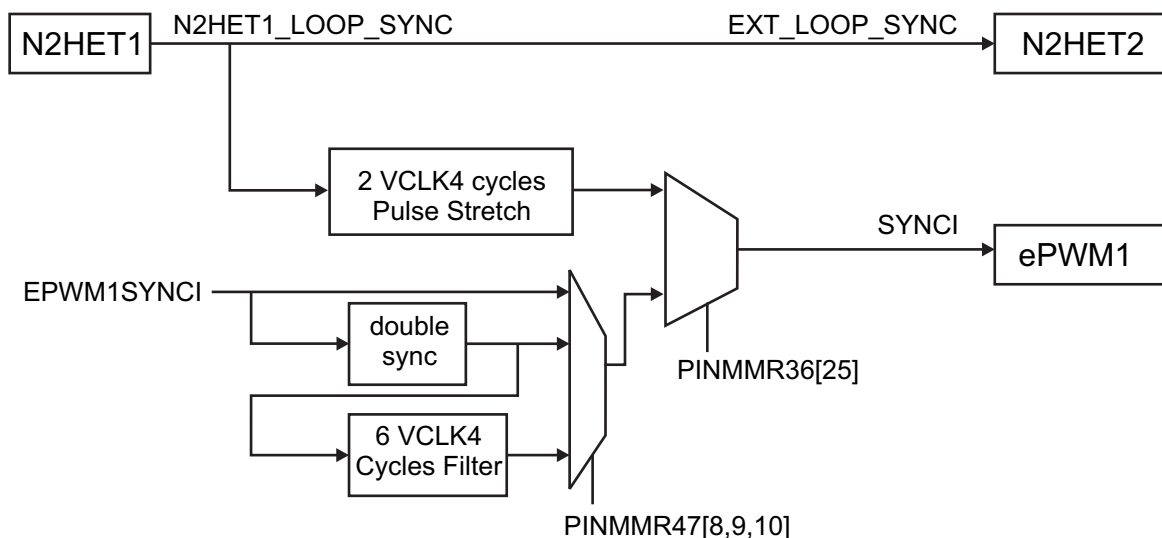 N2HET1
N2HET1_LOOP_SYNC
EXT_LOOP_SYNC
N2HET2
2 VCLK4 cycles
Pulse Stretch
SYNCI
ePWM1
EPWM1SYNCI
double
sync
PINMMR36[25]
6 VCLK4
Cycles Filter
PINMMR47[8,9,10]